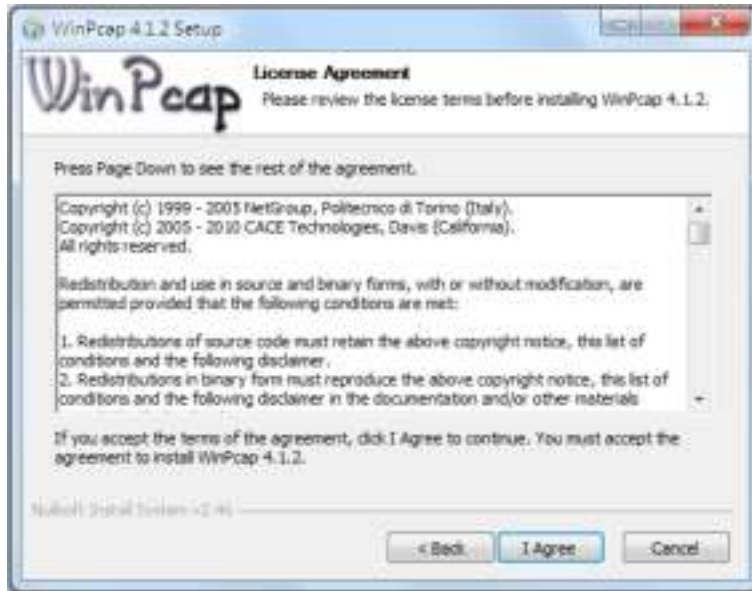 WinPcap 4.1.2 Setup
WinPcap
License Agreement
Please review the license terms before installing WinPcap 4.1.2.
Press Page Down to see the rest of the agreement.
Copyright (c) 1999 - 2005 NetGroup, Politecnico di Torino (Italy).
Copyright (c) 2005 - 2010 CACE Technologies, Davis (California).
All rights reserved.
Redistribution and use in source and binary forms, with or without modification, are
permitted provided that the following conditions are met:
1. Redistributions of source code must retain the above copyright notice, this list of
conditions and the following disclaimer.
2. Redistributions in binary form must reproduce the above copyright notice, this list of
conditions and the following disclaimer in the documentation and/or other materials
If you accept the terms of the agreement, click I Agree to continue. You must accept the
agreement to install WinPcap 4.1.2.
Nullsoft Install System v2.46
< Back
I Agree
Cancel